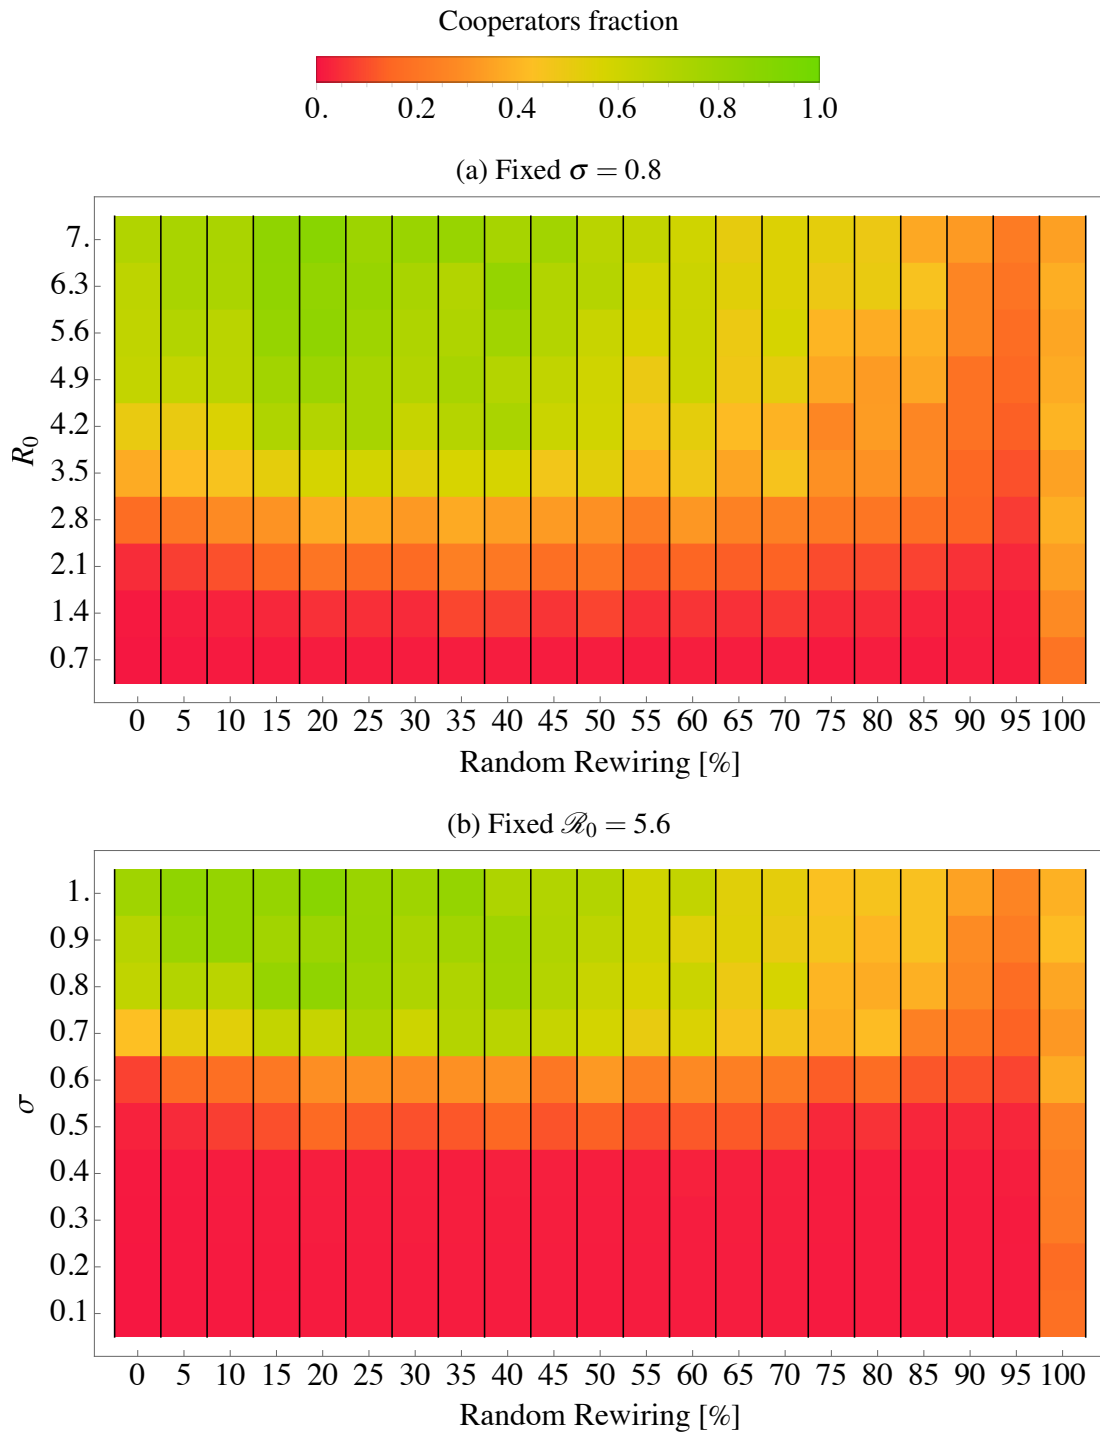 Cooperators fraction
0. 0.2 0.4 0.6 0.8 1.0
(a) Fixed σ = 0.8
R₀
7.
6.3
5.6
4.9
4.2
3.5
2.8
2.1
1.4
0.7
0 5 10 15 20 25 30 35 40 45 50 55 60 65 70 75 80 85 90 95 100
Random Rewiring [%]
(b) Fixed ℛ₀ = 5.6
σ
1.
0.9
0.8
0.7
0.6
0.5
0.4
0.3
0.2
0.1
0 5 10 15 20 25 30 35 40 45 50 55 60 65 70 75 80 85 90 95 100
Random Rewiring [%]